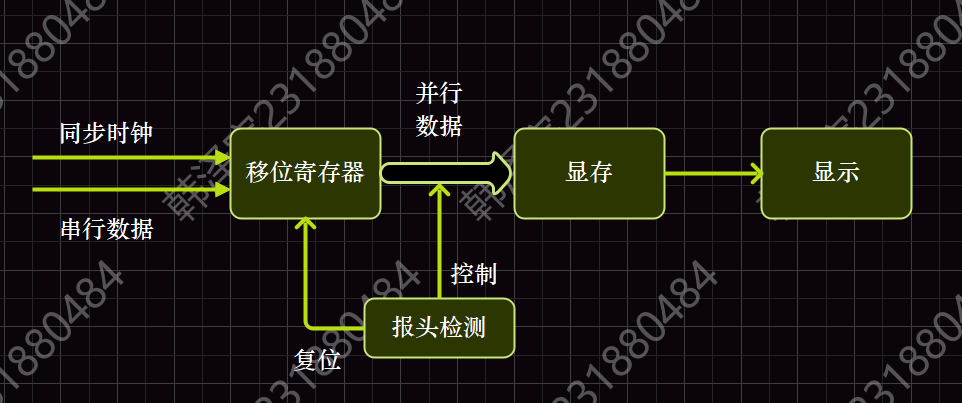 并行
数据
同步时钟
移位寄存器
显存
显示
串行数据
控制
报头检测
复位